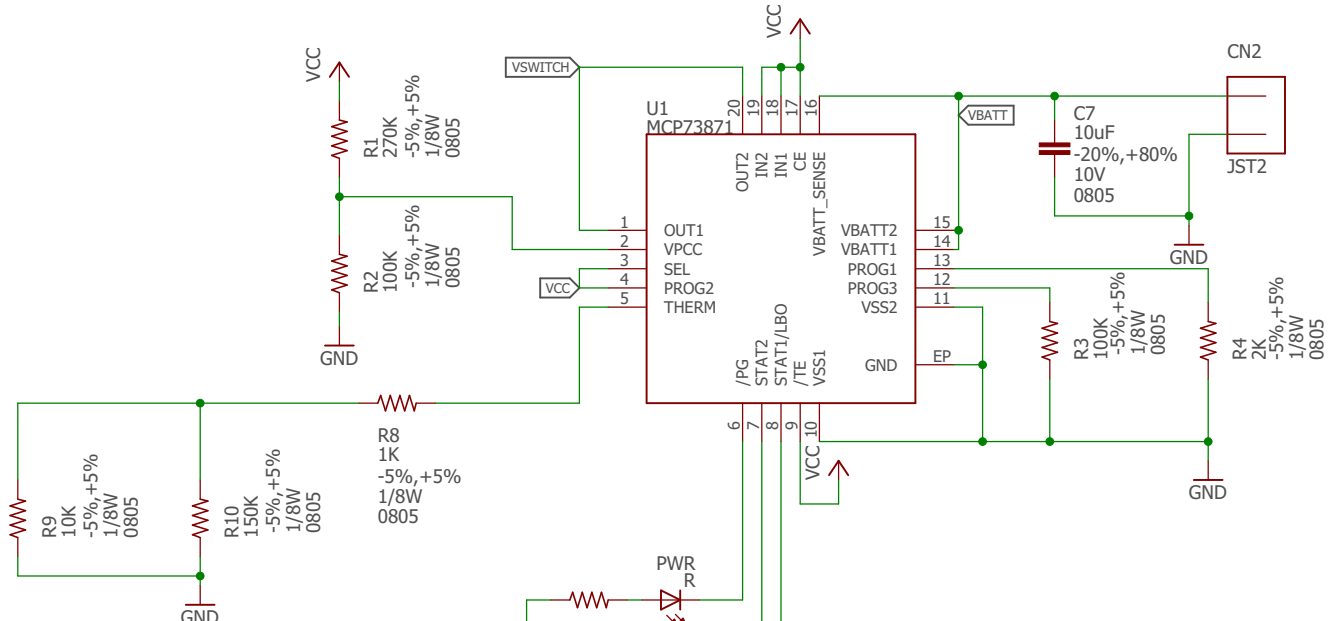 VCC
VCC
VSWITCH
CN2
JST2
R1
270K
-5%,+5%
1/8W
0805
U1
MCP73871
20
19
18
17
16
OUT2
IN2
IN1
CE
VBATT_SENSE
VBATT
C7
10uF
-20%,+80%
10V
0805
GND
R2
100K
-5%,+5%
1/8W
0805
GND
VCC
1
2
3
4
5
OUT1
VPCC
SEL
PROG2
THERM
VBATT2
VBATT1
PROG1
PROG3
VSS2
GND
15
14
13
12
11
EP
R3
100K
-5%,+5%
1/8W
0805
R4
2K
-5%,+5%
1/8W
0805
/PG
STAT2
STAT1/LBO
/TE
VSS1
6
7
8
9
10
VCC
GND
R8
1K
-5%,+5%
1/8W
0805
R9
10K
-5%,+5%
1/8W
0805
R10
150K
-5%,+5%
1/8W
0805
GND
PWR
R